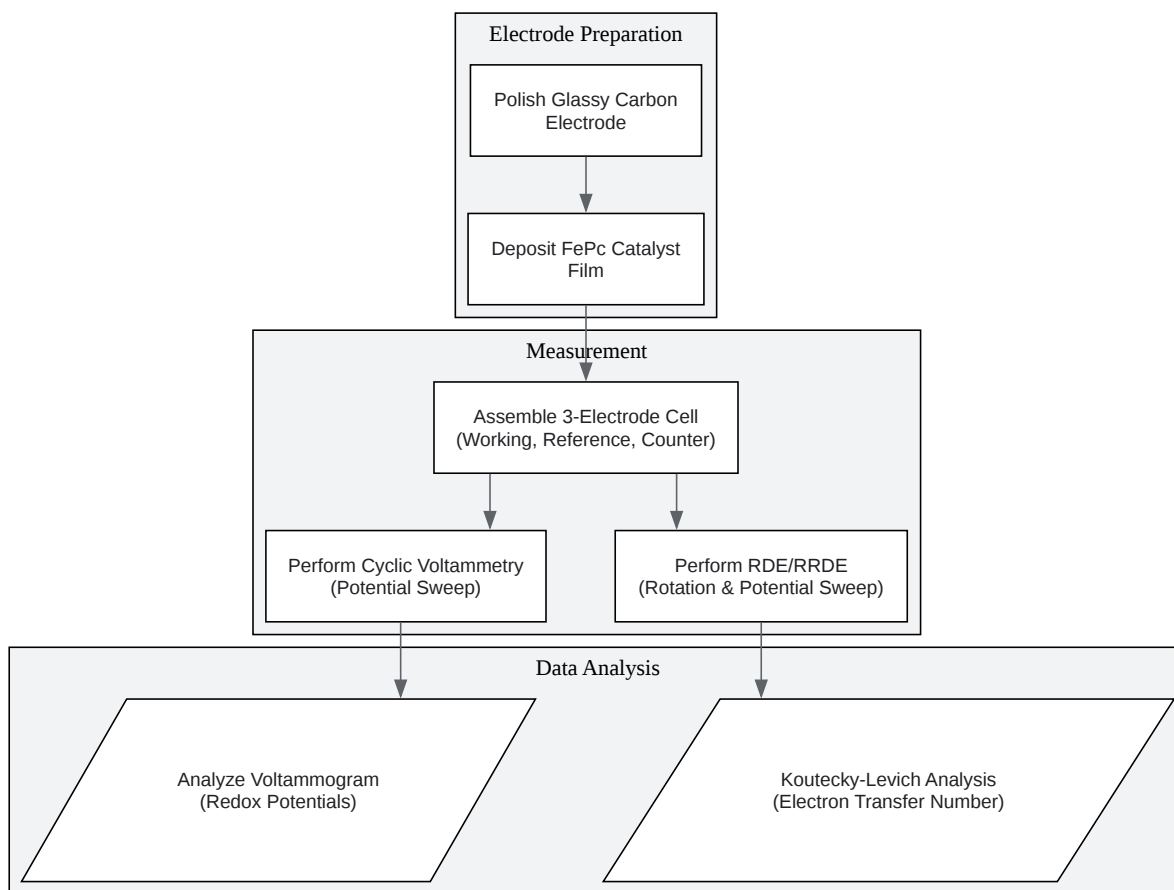 Electrode Preparation
Polish Glassy Carbon
Electrode
Deposit FePc Catalyst
Film
Measurement
Assemble 3-Electrode Cell
(Working, Reference, Counter)
Perform Cyclic Voltammetry
(Potential Sweep)
Perform RDE/RRDE
(Rotation & Potential Sweep)
Data Analysis
Analyze Voltammogram
(Redox Potentials)
Koutecky-Levich Analysis
(Electron Transfer Number)